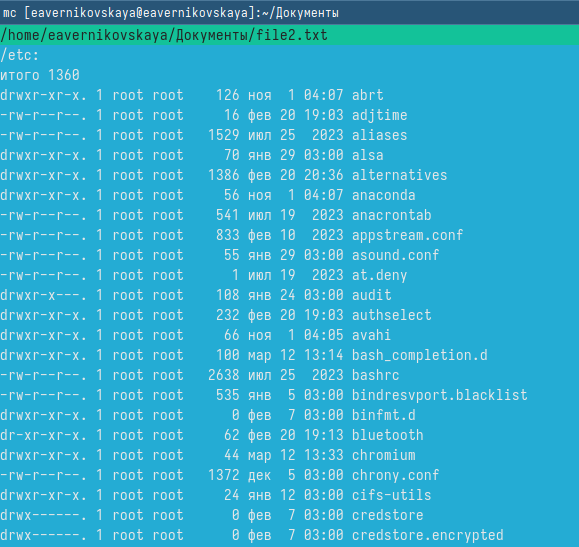 mc [eavernikovskaya@eavernikovskaya]:~/Документы
/home/eavernikovskaya/Документы/file2.txt
/etc:
итого 1360
drwxr-xr-x. 1 root root    126 ноя  1 04:07 abrt
-rw-r--r--. 1 root root     16 фев 20 19:03 adjtime
-rw-r--r--. 1 root root   1529 июл 25  2023 aliases
drwxr-xr-x. 1 root root     70 янв 29 03:00 alsa
drwxr-xr-x. 1 root root   1386 фев 20 20:36 alternatives
drwxr-xr-x. 1 root root     56 ноя  1 04:07 anaconda
-rw-r--r--. 1 root root    541 июл 19  2023 anacrontab
-rw-r--r--. 1 root root    833 фев 10  2023 appstream.conf
-rw-r--r--. 1 root root     55 янв 29 03:00 asound.conf
-rw-r--r--. 1 root root      1 июл 19  2023 at.deny
drwxr-x---. 1 root root    108 янв 24 03:00 audit
drwxr-xr-x. 1 root root    232 фев 20 19:03 authselect
drwxr-xr-x. 1 root root     66 ноя  1 04:05 avahi
drwxr-xr-x. 1 root root    100 мар 12 13:14 bash_completion.d
-rw-r--r--. 1 root root   2638 июл 25  2023 bashrc
-rw-r--r--. 1 root root    535 янв  5 03:00 bindresvport.blacklist
drwxr-xr-x. 1 root root      0 фев  7 03:00 binfmt.d
dr-xr-xr-x. 1 root root     62 фев 20 19:13 bluetooth
drwxr-xr-x. 1 root root     44 мар 12 13:33 chromium
-rw-r--r--. 1 root root   1372 дек  5 03:00 chrony.conf
drwxr-xr-x. 1 root root     24 янв 12 03:00 cifs-utils
drwx------. 1 root root      0 фев  7 03:00 credstore
drwx------. 1 root root      0 фев  7 03:00 credstore.encrypted